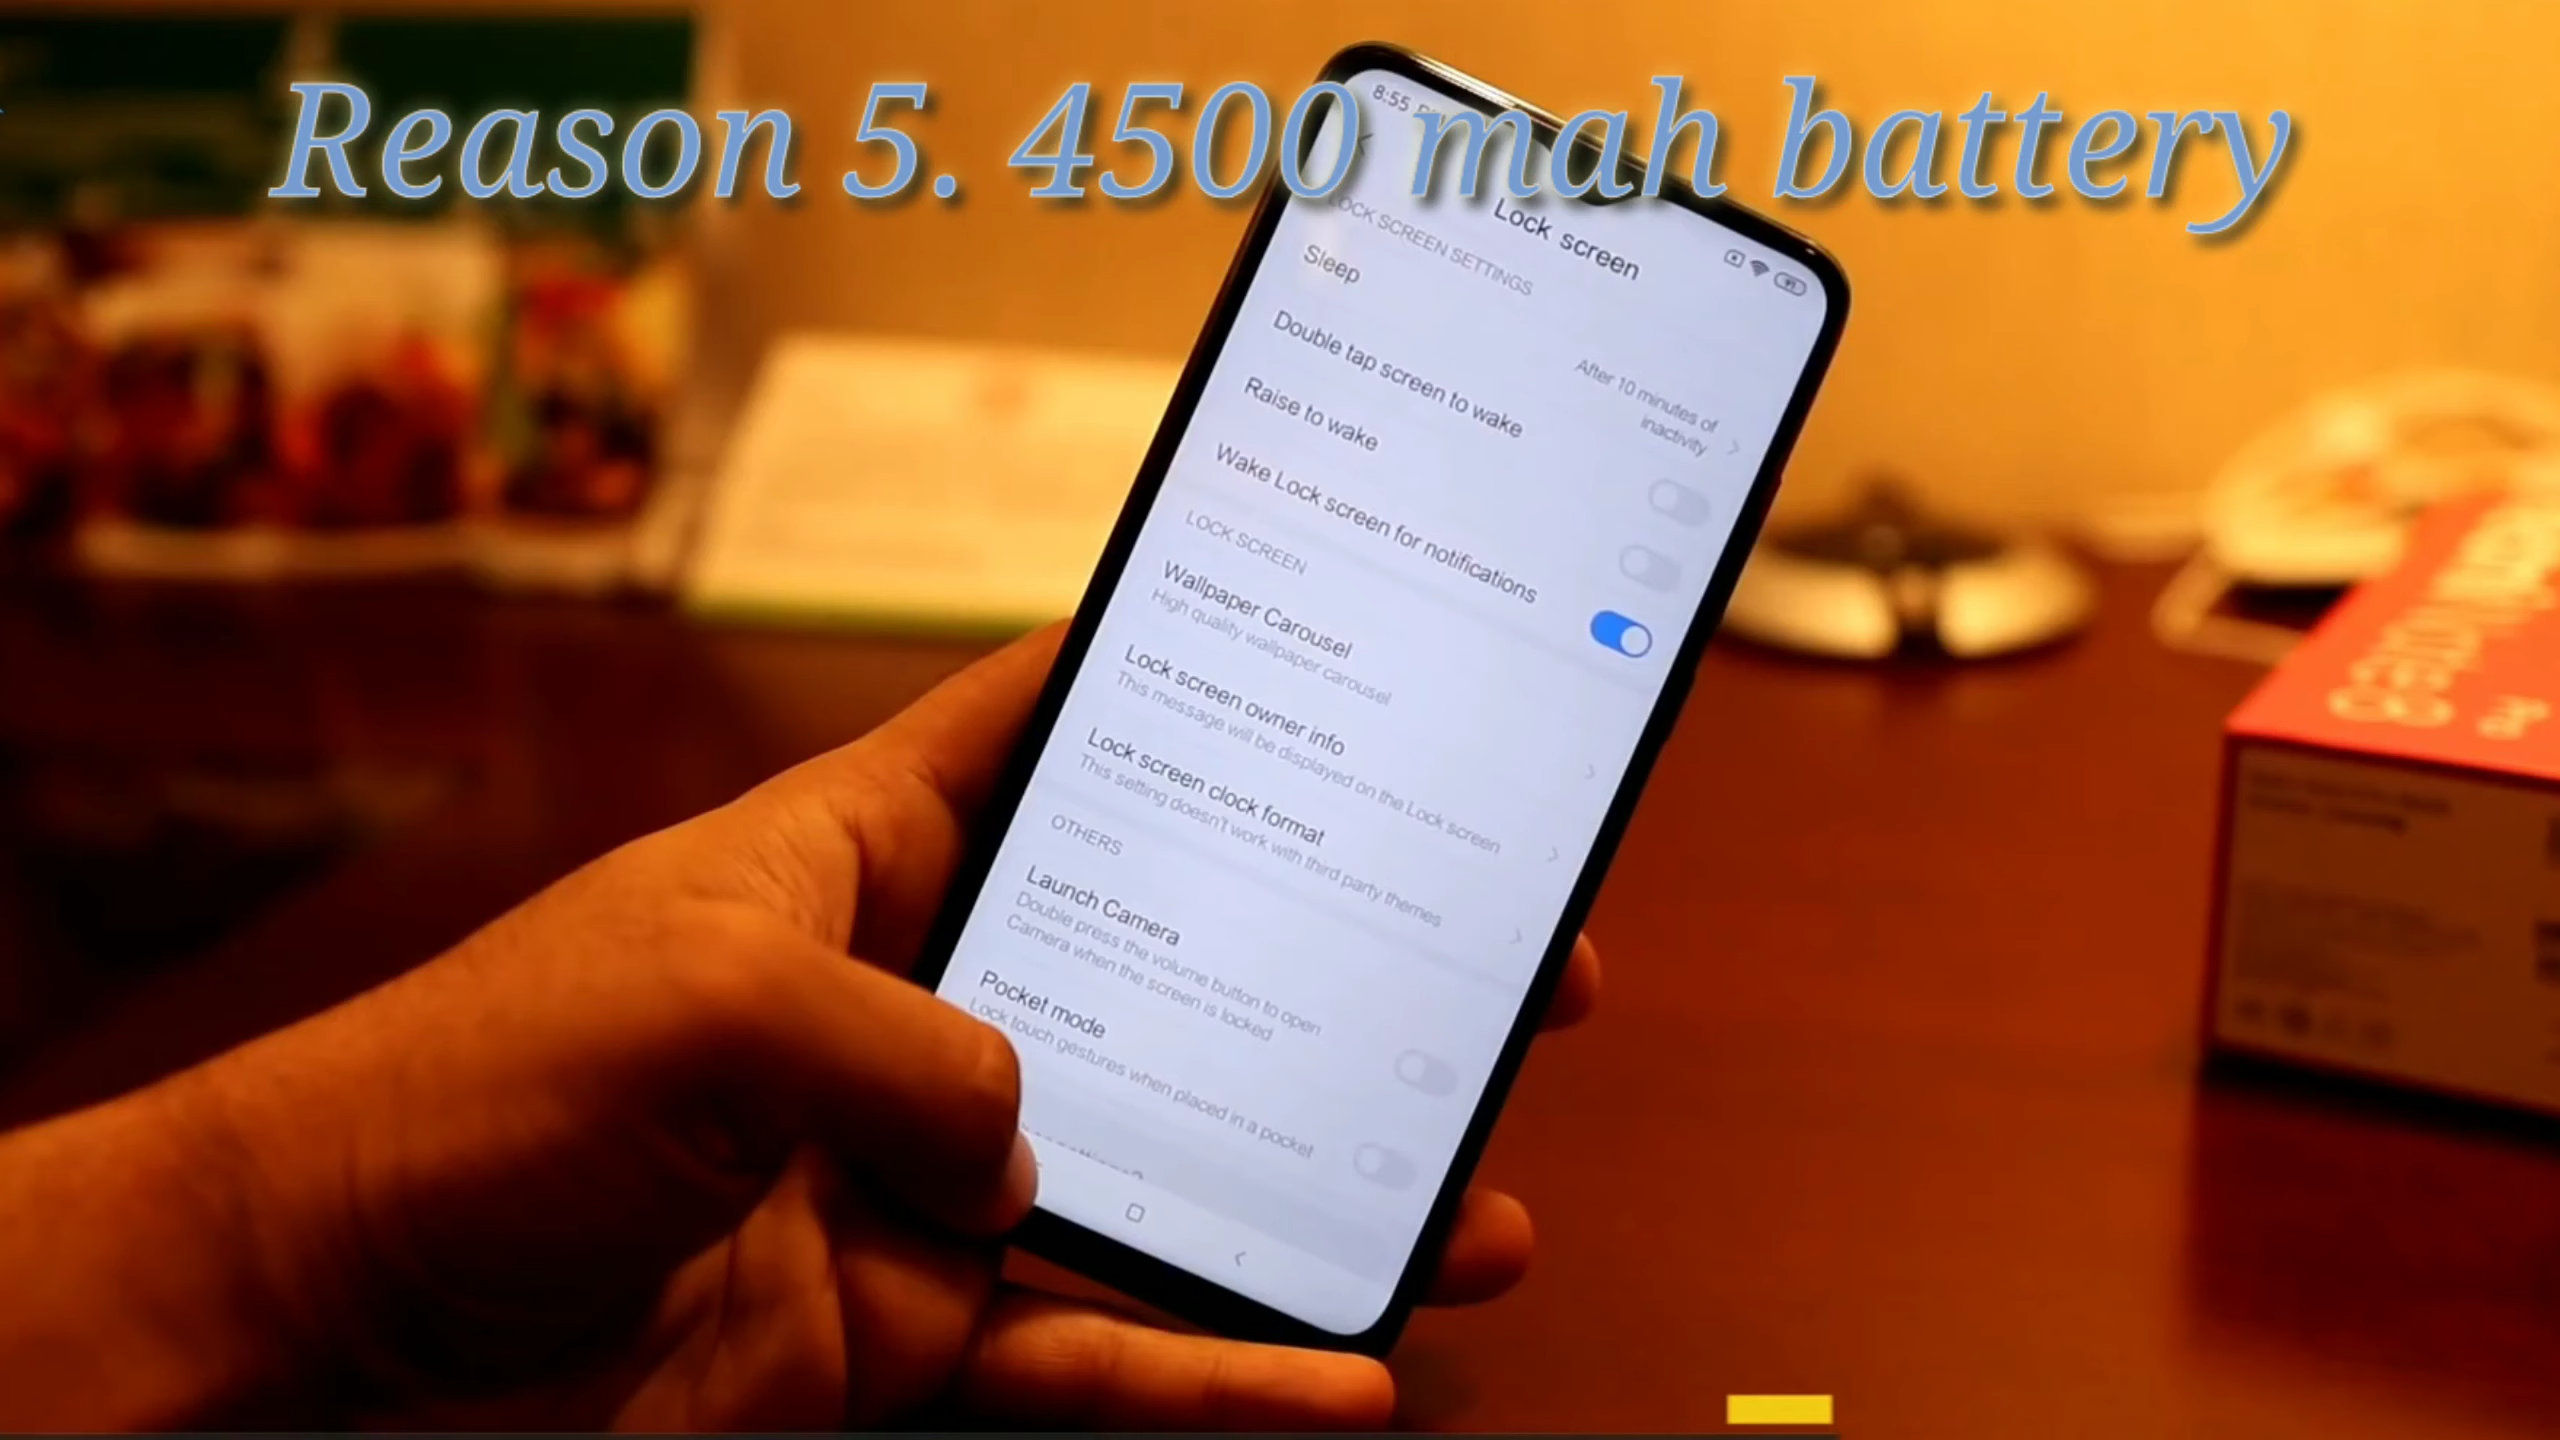 Reason 5. 4500 mah battery
8:55
Lock screen
LOCK SCREEN SETTINGS
Sleep
After 10 minutes of
inactivity
Double tap screen to wake
Raise to wake
Wake Lock screen for notifications
LOCK SCREEN
Wallpaper Carousel
High quality wallpaper carousel
Lock screen owner info
This message will be displayed on the Lock screen
Lock screen clock format
This setting doesn't work with third party themes
OTHERS
Launch Camera
Double press the volume button to open
Camera when the screen is locked
Pocket mode
Lock touch gestures when placed in a pocket